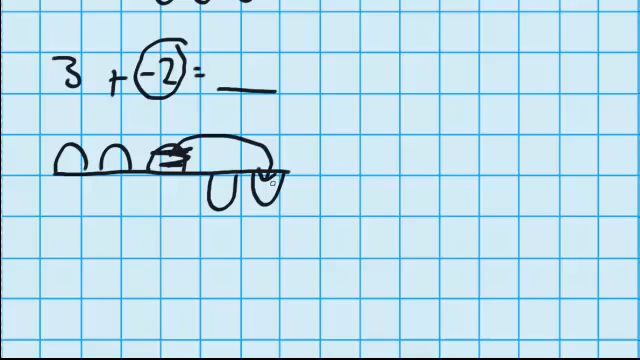 3 + -2 = ___